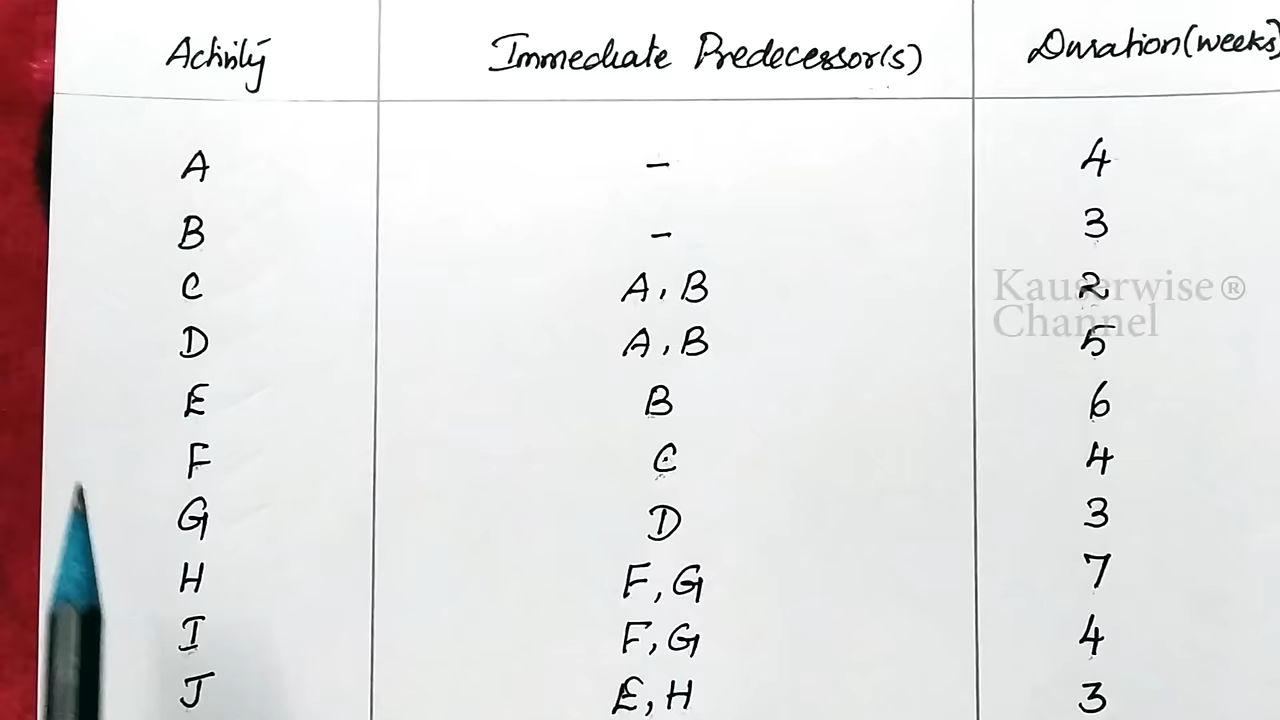 Activity Immediate Predecessor(s) Duration(weeks)
A - 4
B - 3
C A, B 2
D A, B 5
E B 6
F C 4
G D 3
H F, G 7
I F, G 4
J E, H 3
Kauserwise®
Channel